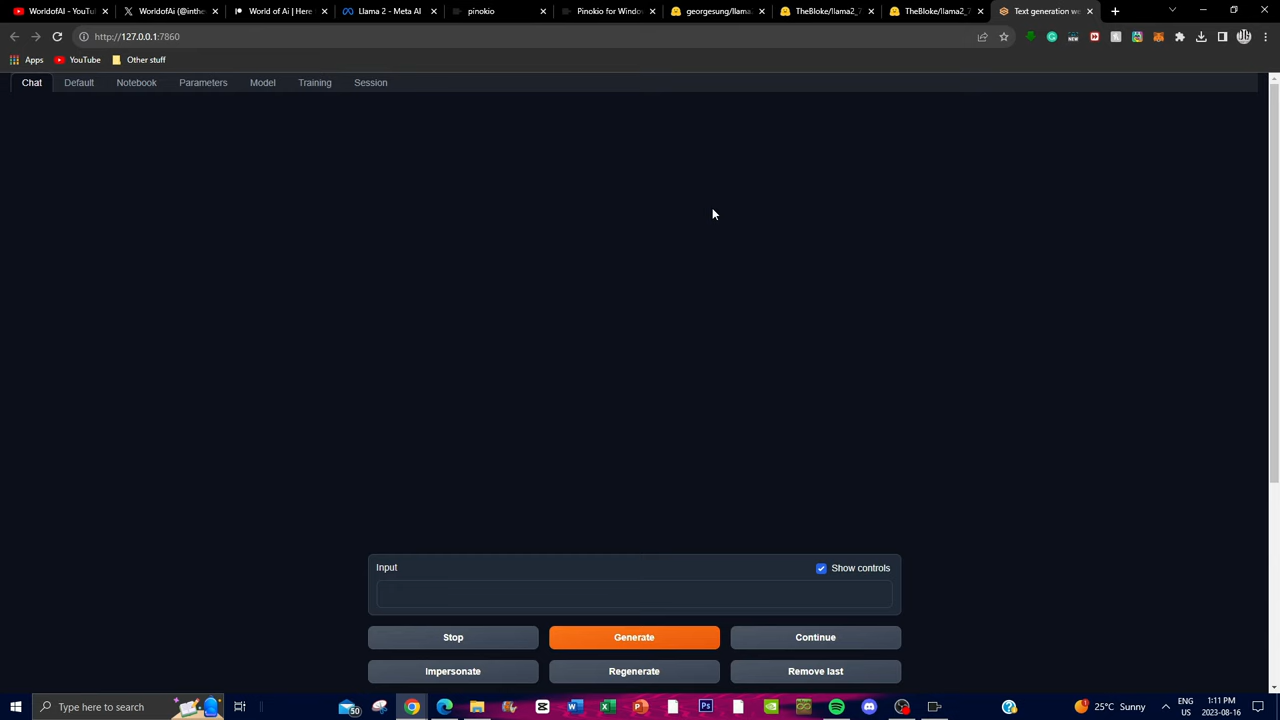 WorldofAI - YouTu
WorldofAi (@inthe
World of Ai | Here
Llama 2 - Meta AI
pinokio
Pinokio for Windo
georgesung/llama
TheBloke/llama2_7
TheBloke/llama2_7
Text generation we
http://127.0.0.1:7860
Apps
YouTube
Other stuff
Chat
Default
Notebook
Parameters
Model
Training
Session
Input
Show controls
Stop
Generate
Continue
Impersonate
Regenerate
Remove last
Type here to search
50
25°C Sunny
ENG
US
1:11 PM
2023-08-16